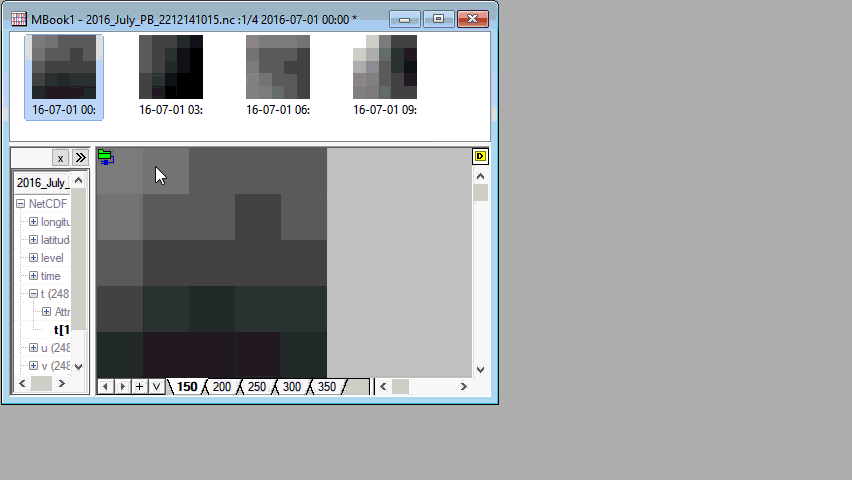 MBook1 - 2016_July_PB_2212141015.nc :1/4 2016-07-01 00:00 *
16-07-01 00:
16-07-01 03:
16-07-01 06:
16-07-01 09:
x
D
2016_July_
NetCDF
longitu
latitud
level
time
t (248
Attr
t[1
u (248
v (248
150
200
250
300
350